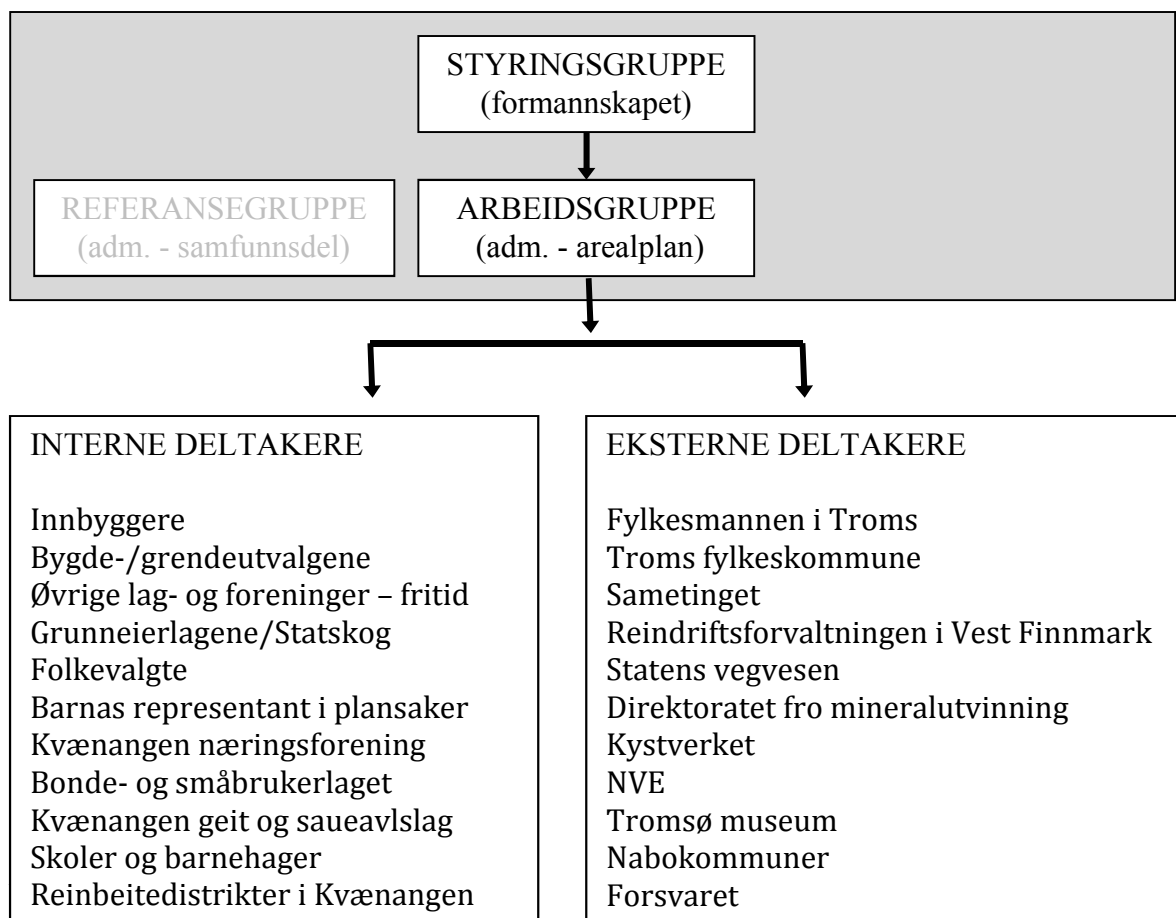 STYRINGSGRUPPE
(formannskapet)
REFERANSEGRUPPE
(adm. - samfunnsdel)
ARBEIDSGRUPPE
(adm. - arealplan)
INTERNE DELTAKERE
Innbyggere
Bygde-/grendeutvalgene
Øvrige lag- og foreninger – fritid
Grunneierlagene/Statskog
Folkevalgte
Barnas representant i plansaker
Kvænangen næringsforening
Bonde- og småbrukerlaget
Kvænangen geit og saueavlslag
Skoler og barnehager
Reinbeitedistrikter i Kvænangen
EKSTERNE DELTAKERE
Fylkesmannen i Troms
Troms fylkeskommune
Sametinget
Reindriftsforvaltningen i Vest Finnmark
Statens vegvesen
Direktoratet fro mineralutvinning
Kystverket
NVE
Tromsø museum
Nabokommuner
Forsvaret